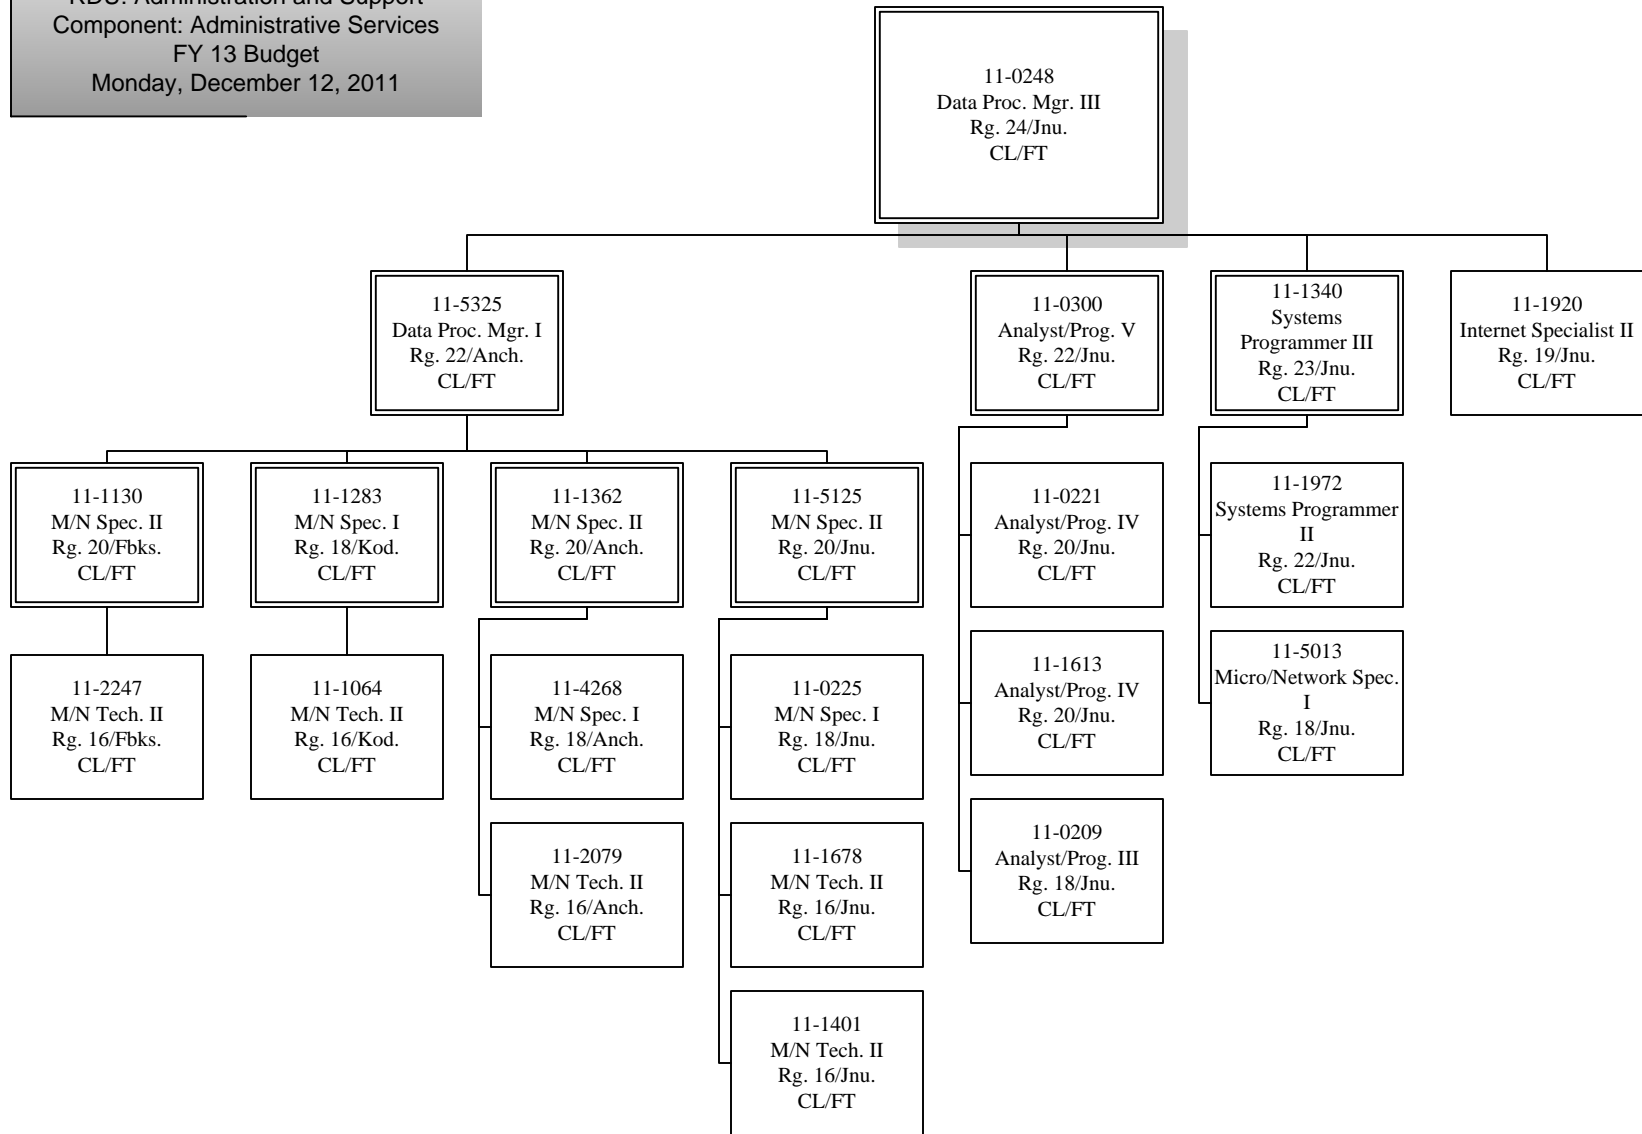 RDU: Administration and Support
Component: Administrative Services
FY 13 Budget
Monday, December 12, 2011
11-0248
Data Proc. Mgr. III
Rg. 24/Jnu.
CL/FT
11-5325
Data Proc. Mgr. I
Rg. 22/Anch.
CL/FT
11-0300
Analyst/Prog. V
Rg. 22/Jnu.
CL/FT
11-1340
Systems
Programmer III
Rg. 23/Jnu.
CL/FT
11-1920
Internet Specialist II
Rg. 19/Jnu.
CL/FT
11-1130
M/N Spec. II
Rg. 20/Fbks.
CL/FT
11-1283
M/N Spec. I
Rg. 18/Kod.
CL/FT
11-1362
M/N Spec. II
Rg. 20/Anch.
CL/FT
11-5125
M/N Spec. II
Rg. 20/Jnu.
CL/FT
11-0221
Analyst/Prog. IV
Rg. 20/Jnu.
CL/FT
11-1972
Systems Programmer
II
Rg. 22/Jnu.
CL/FT
11-2247
M/N Tech. II
Rg. 16/Fbks.
CL/FT
11-1064
M/N Tech. II
Rg. 16/Kod.
CL/FT
11-4268
M/N Spec. I
Rg. 18/Anch.
CL/FT
11-0225
M/N Spec. I
Rg. 18/Jnu.
CL/FT
11-1613
Analyst/Prog. IV
Rg. 20/Jnu.
CL/FT
11-5013
Micro/Network Spec.
I
Rg. 18/Jnu.
CL/FT
11-2079
M/N Tech. II
Rg. 16/Anch.
CL/FT
11-1678
M/N Tech. II
Rg. 16/Jnu.
CL/FT
11-0209
Analyst/Prog. III
Rg. 18/Jnu.
CL/FT
11-1401
M/N Tech. II
Rg. 16/Jnu.
CL/FT